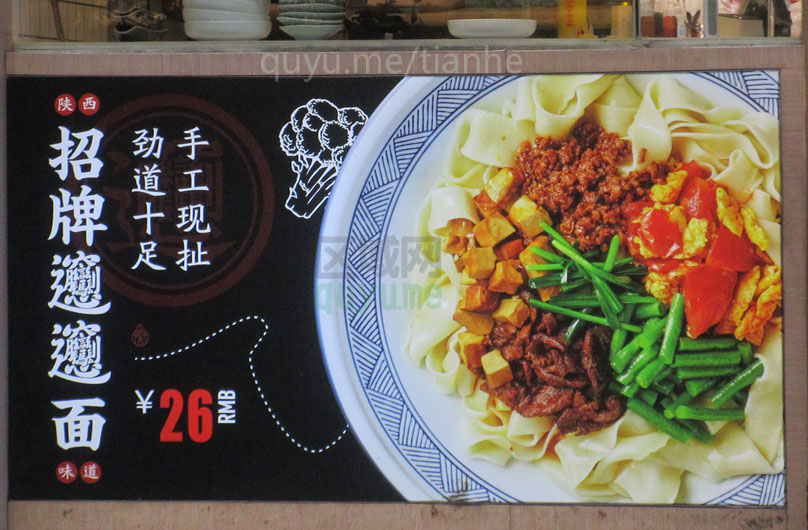 quyu.me/tianhe
陕西
招牌𰻞𰻞面
味道
手工现扯
劲道十足
¥26 RMB
区域网
quyu.me